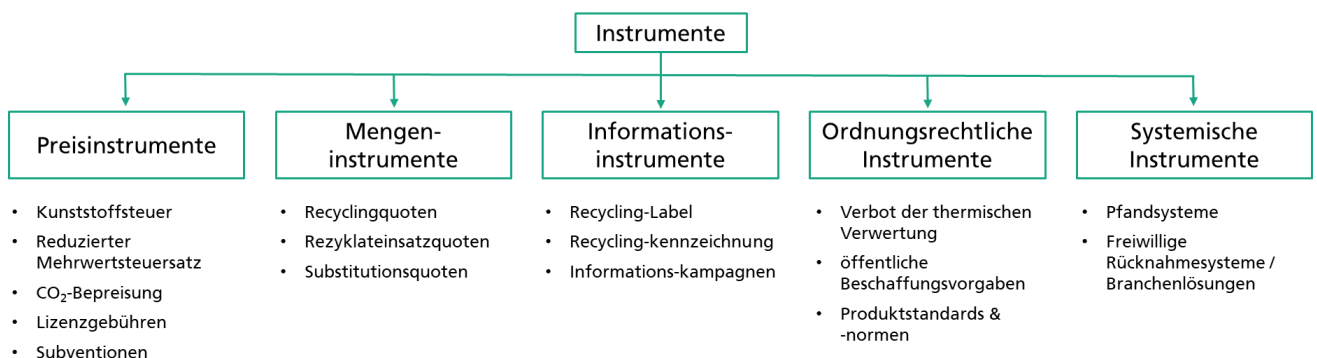 Instrumente
Preisinstrumente
Mengen-
instrumente
Informations-
instrumente
Ordnungsrechtliche
Instrumente
Systemische
Instrumente
• Kunststoffsteuer
• Reduzierter
Mehrwertsteuersatz
• CO₂-Bepreisung
• Lizenzgebühren
• Subventionen
• Recyclingquoten
• Rezyklateinsatzquoten
• Substitutionsquoten
• Recycling-Label
• Recycling-kennzeichnung
• Informations-kampagnen
• Verbot der thermischen
Verwertung
• öffentliche
Beschaffungsvorgaben
• Produktstandards &
-normen
• Pfandsysteme
• Freiwillige
Rücknahmesysteme /
Branchenlösungen